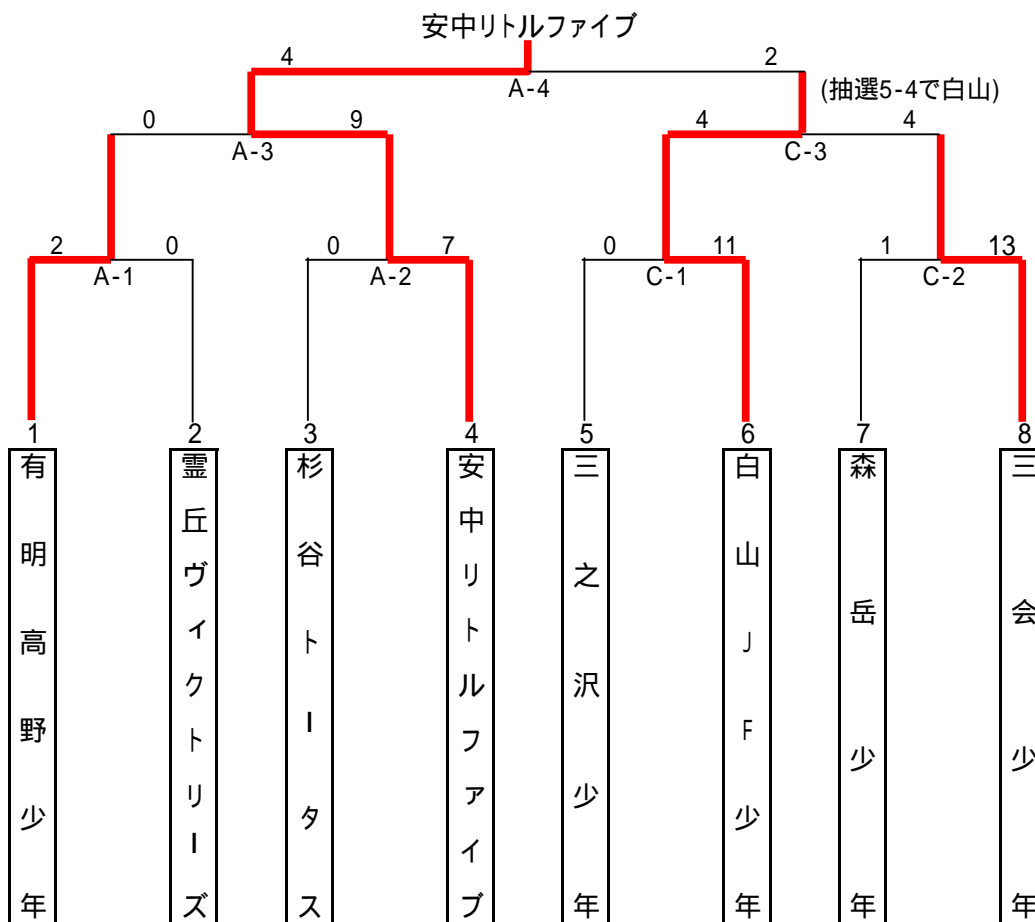 安中リトルファイブ
4 2
A-4
(抽選5-4で白山)
0 9 4 4
A-3 C-3
2 0 0 7 0 11 1 13
A-1 A-2 C-1 C-2
1 2 3 4 5 6 7 8
有明高野少年
霊丘ヴィクトリーズ
杉谷トータス
安中リトルファイブ
三之沢少年
白山JF少年
森岳少年
三会少年